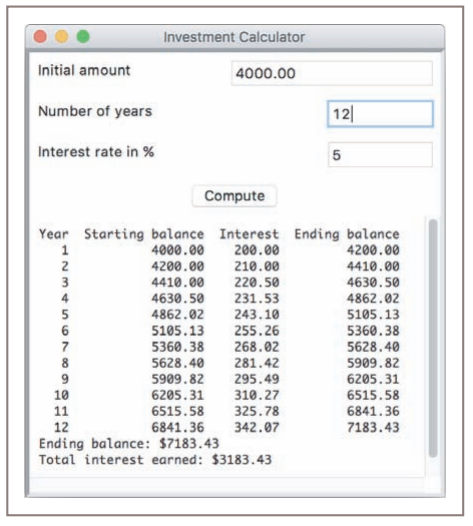 Investment Calculator
Initial amount 4000.00
Number of years 12
Interest rate in % 5
Compute
Year Starting balance Interest Ending balance
1 4000.00 200.00 4200.00
2 4200.00 210.00 4410.00
3 4410.00 220.50 4630.50
4 4630.50 231.53 4862.02
5 4862.02 243.10 5105.13
6 5105.13 255.26 5360.38
7 5360.38 268.02 5628.40
8 5628.40 281.42 5909.82
9 5909.82 295.49 6205.31
10 6205.31 310.27 6515.58
11 6515.58 325.78 6841.36
12 6841.36 342.07 7183.43
Ending balance: $7183.43
Total interest earned: $3183.43